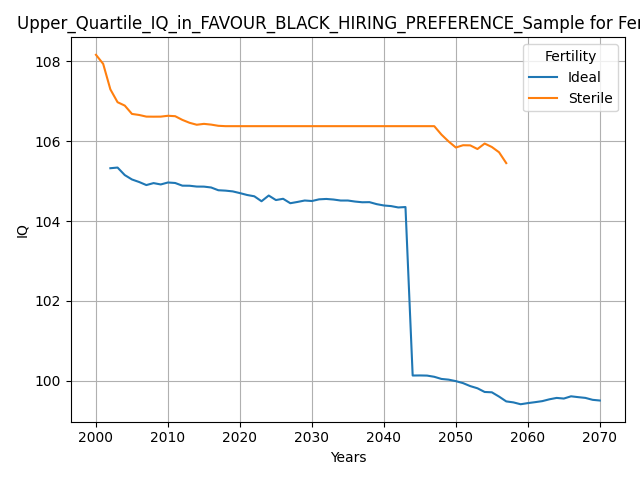 Upper_Quartile_IQ_in_FAVOUR_BLACK_HIRING_PREFERENCE_Sample for Fer
Fertility
Ideal
Sterile
108
106
104
102
100
IQ
2000 2010 2020 2030 2040 2050 2060 2070
Years